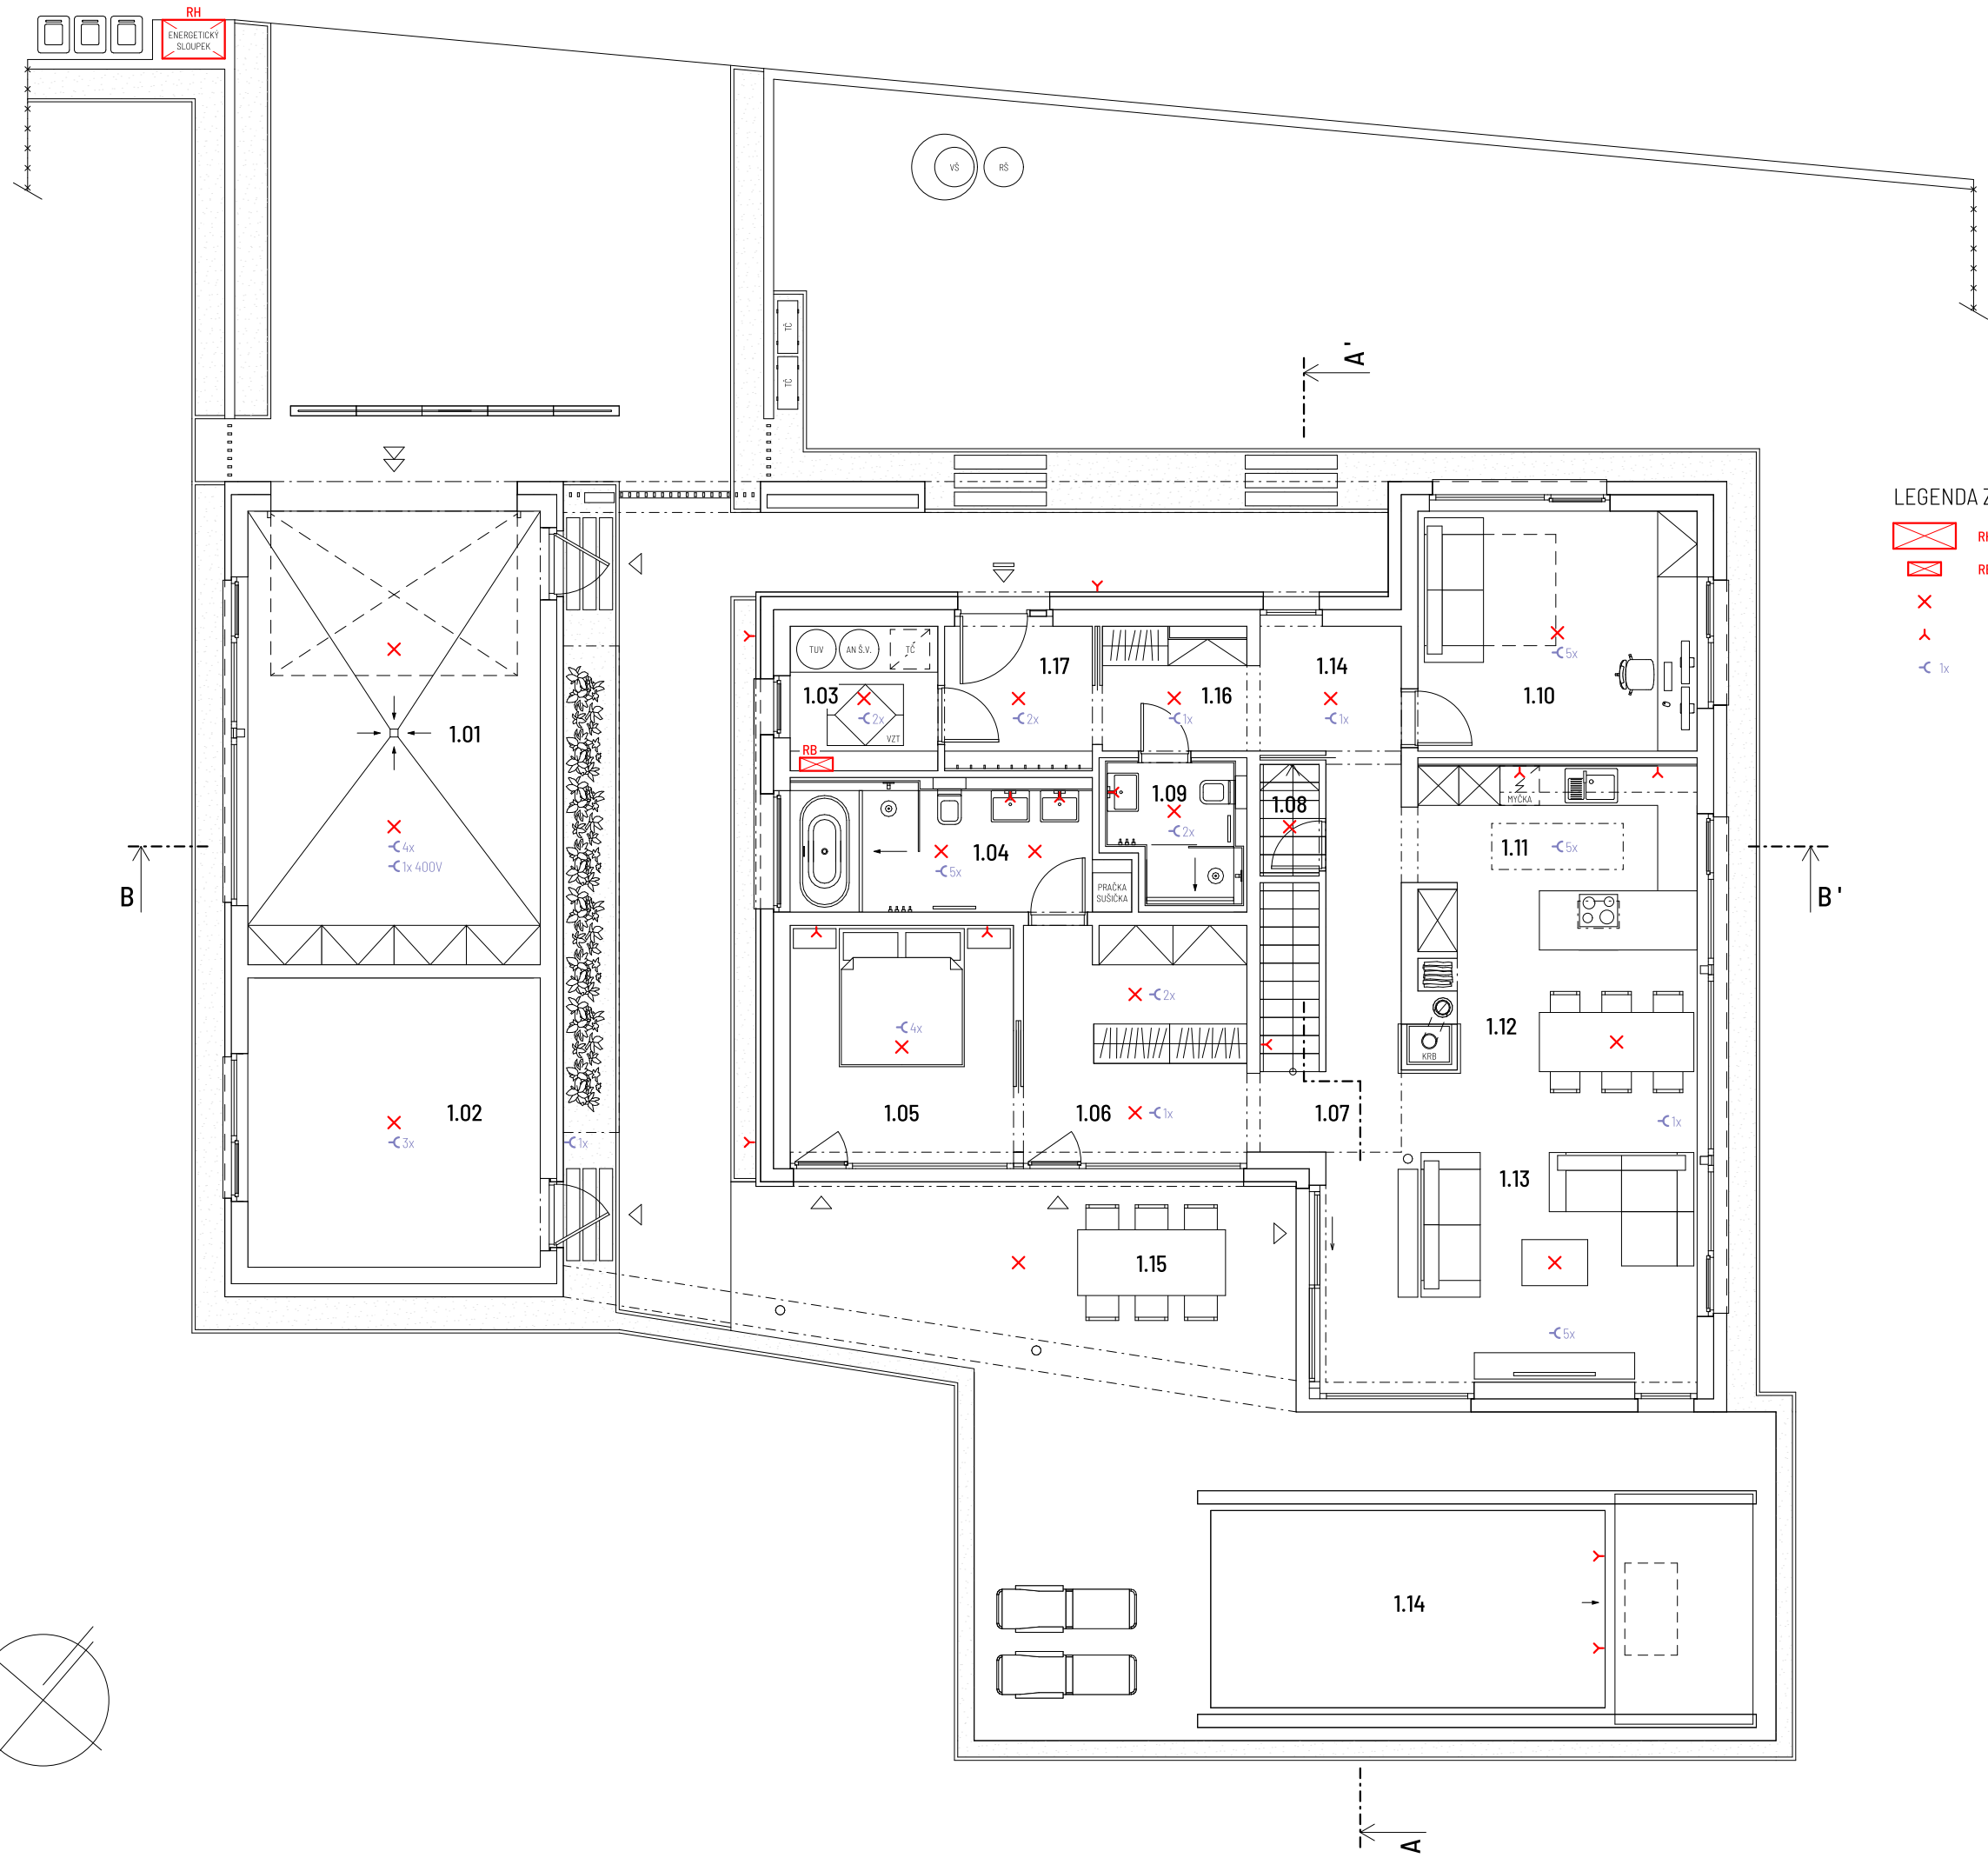 RH
ENERGETICKÝ
SLOUPEK
VŠ
RŠ
TČ
TČ
A'
LEGENDA
1x
TUV
AN Š.V.
TČ
1.17
1.14
5x
1.03
1.16
1.10
2x
2x
1x
1x
VZT
1.01
RB
1.09
1.08
MYČKA
2x
4x
1.11
5x
B
1x 400V
1.04
5x
PRAČKA
SUŠIČKA
B'
2x
4x
1.12
KRB
1.02
1.05
1.06
1x
1.07
1x
3x
1x
1.13
1.15
5x
1.14
A